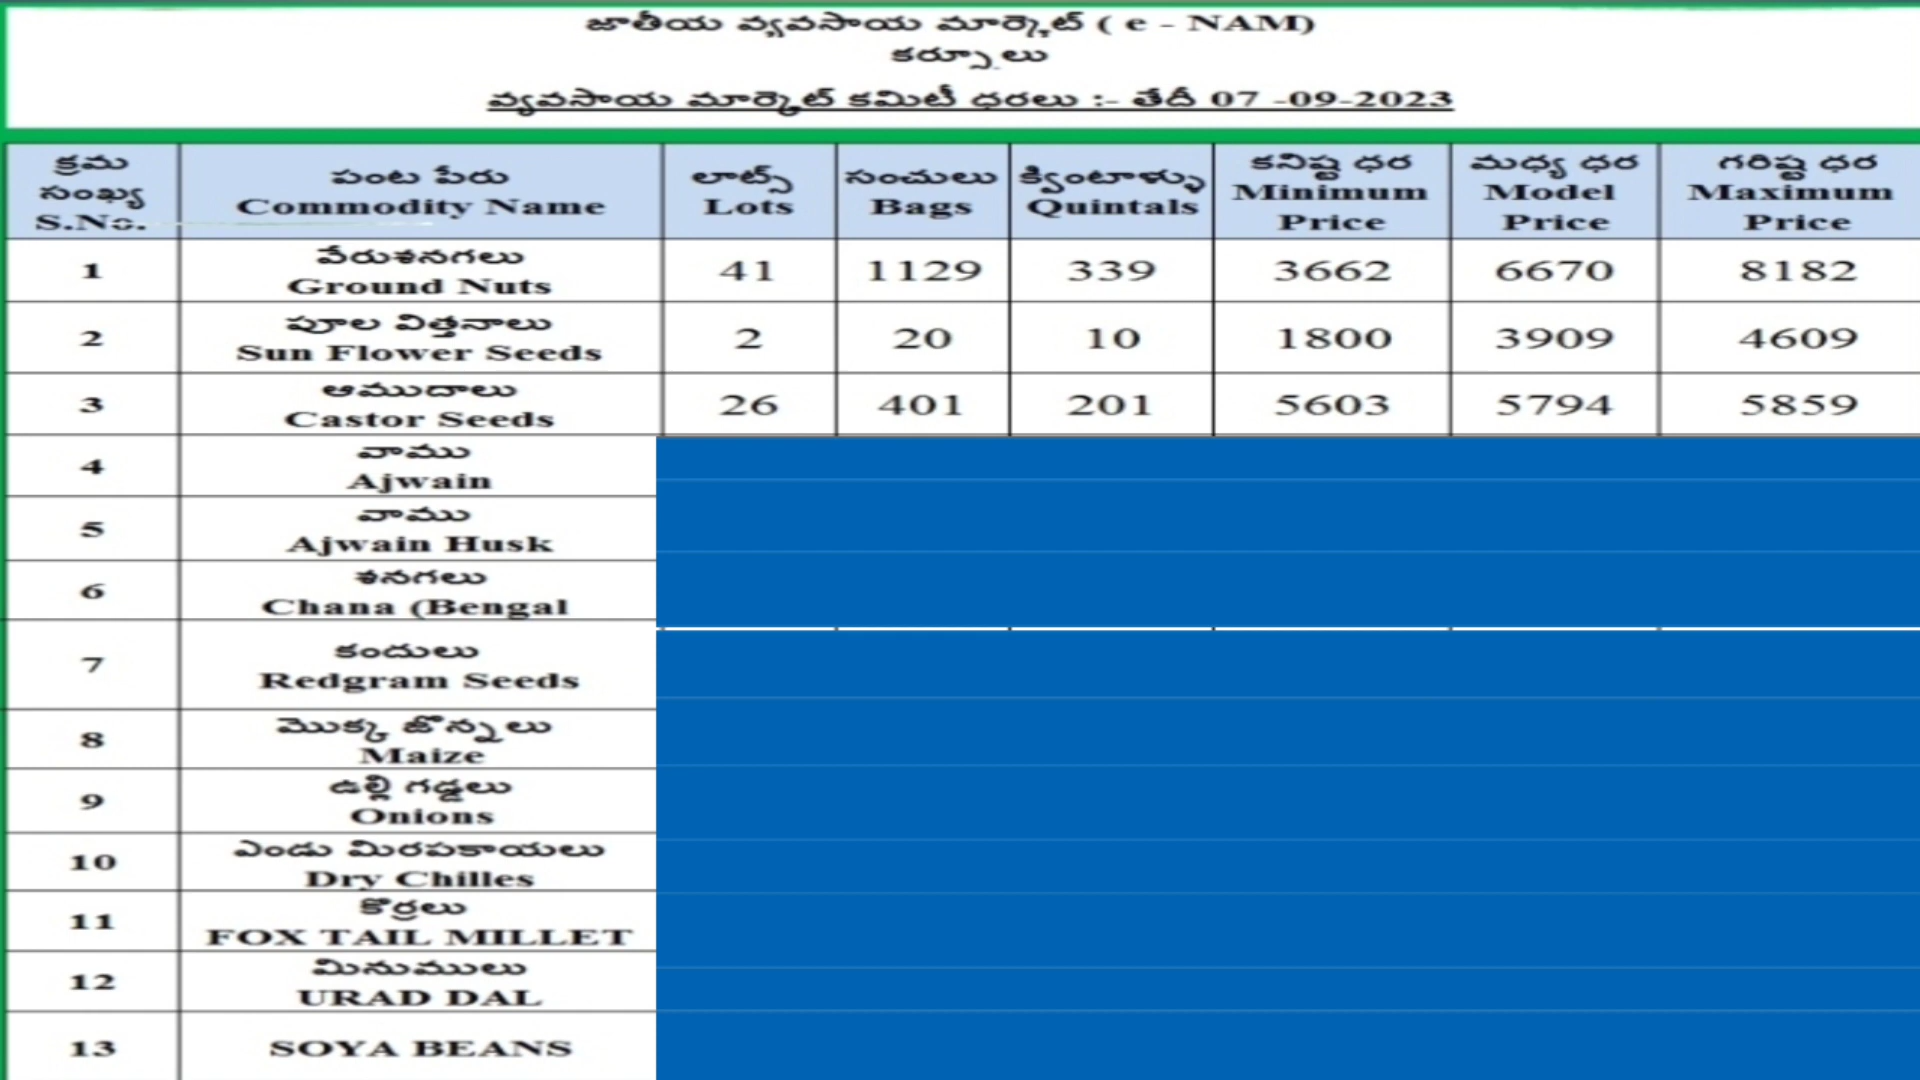 జాతీయ వ్యవసాయ మార్కెట్ ( e - NAM)
కర్నూలు
వ్యవసాయ మార్కెట్ కమిటీ ధరలు :- తేదీ 07 -09-2023
క్రమ సంఖ్య S.No. పంట పేరు Commodity Name లాట్స్ Lots సంచులు Bags క్వింటాళ్ళు Quintals కనిష్ట ధర Minimum Price మధ్య ధర Model Price గరిష్ట ధర Maximum Price
1 వేరుశనగలు Ground Nuts 41 1129 339 3662 6670 8182
2 పూల విత్తనాలు Sun Flower Seeds 2 20 10 1800 3909 4609
3 ఆముదాలు Castor Seeds 26 401 201 5603 5794 5859
4 వాము Ajwain
5 వాము Ajwain Husk
6 శనగలు Chana (Bengal
7 కందులు Redgram Seeds
8 మొక్క జొన్నలు Maize
9 ఉల్లి గడ్డలు Onions
10 ఎండు మిరపకాయలు Dry Chilles
11 కొర్రలు FOX TAIL MILLET
12 మినుములు URAD DAL
13 SOYA BEANS